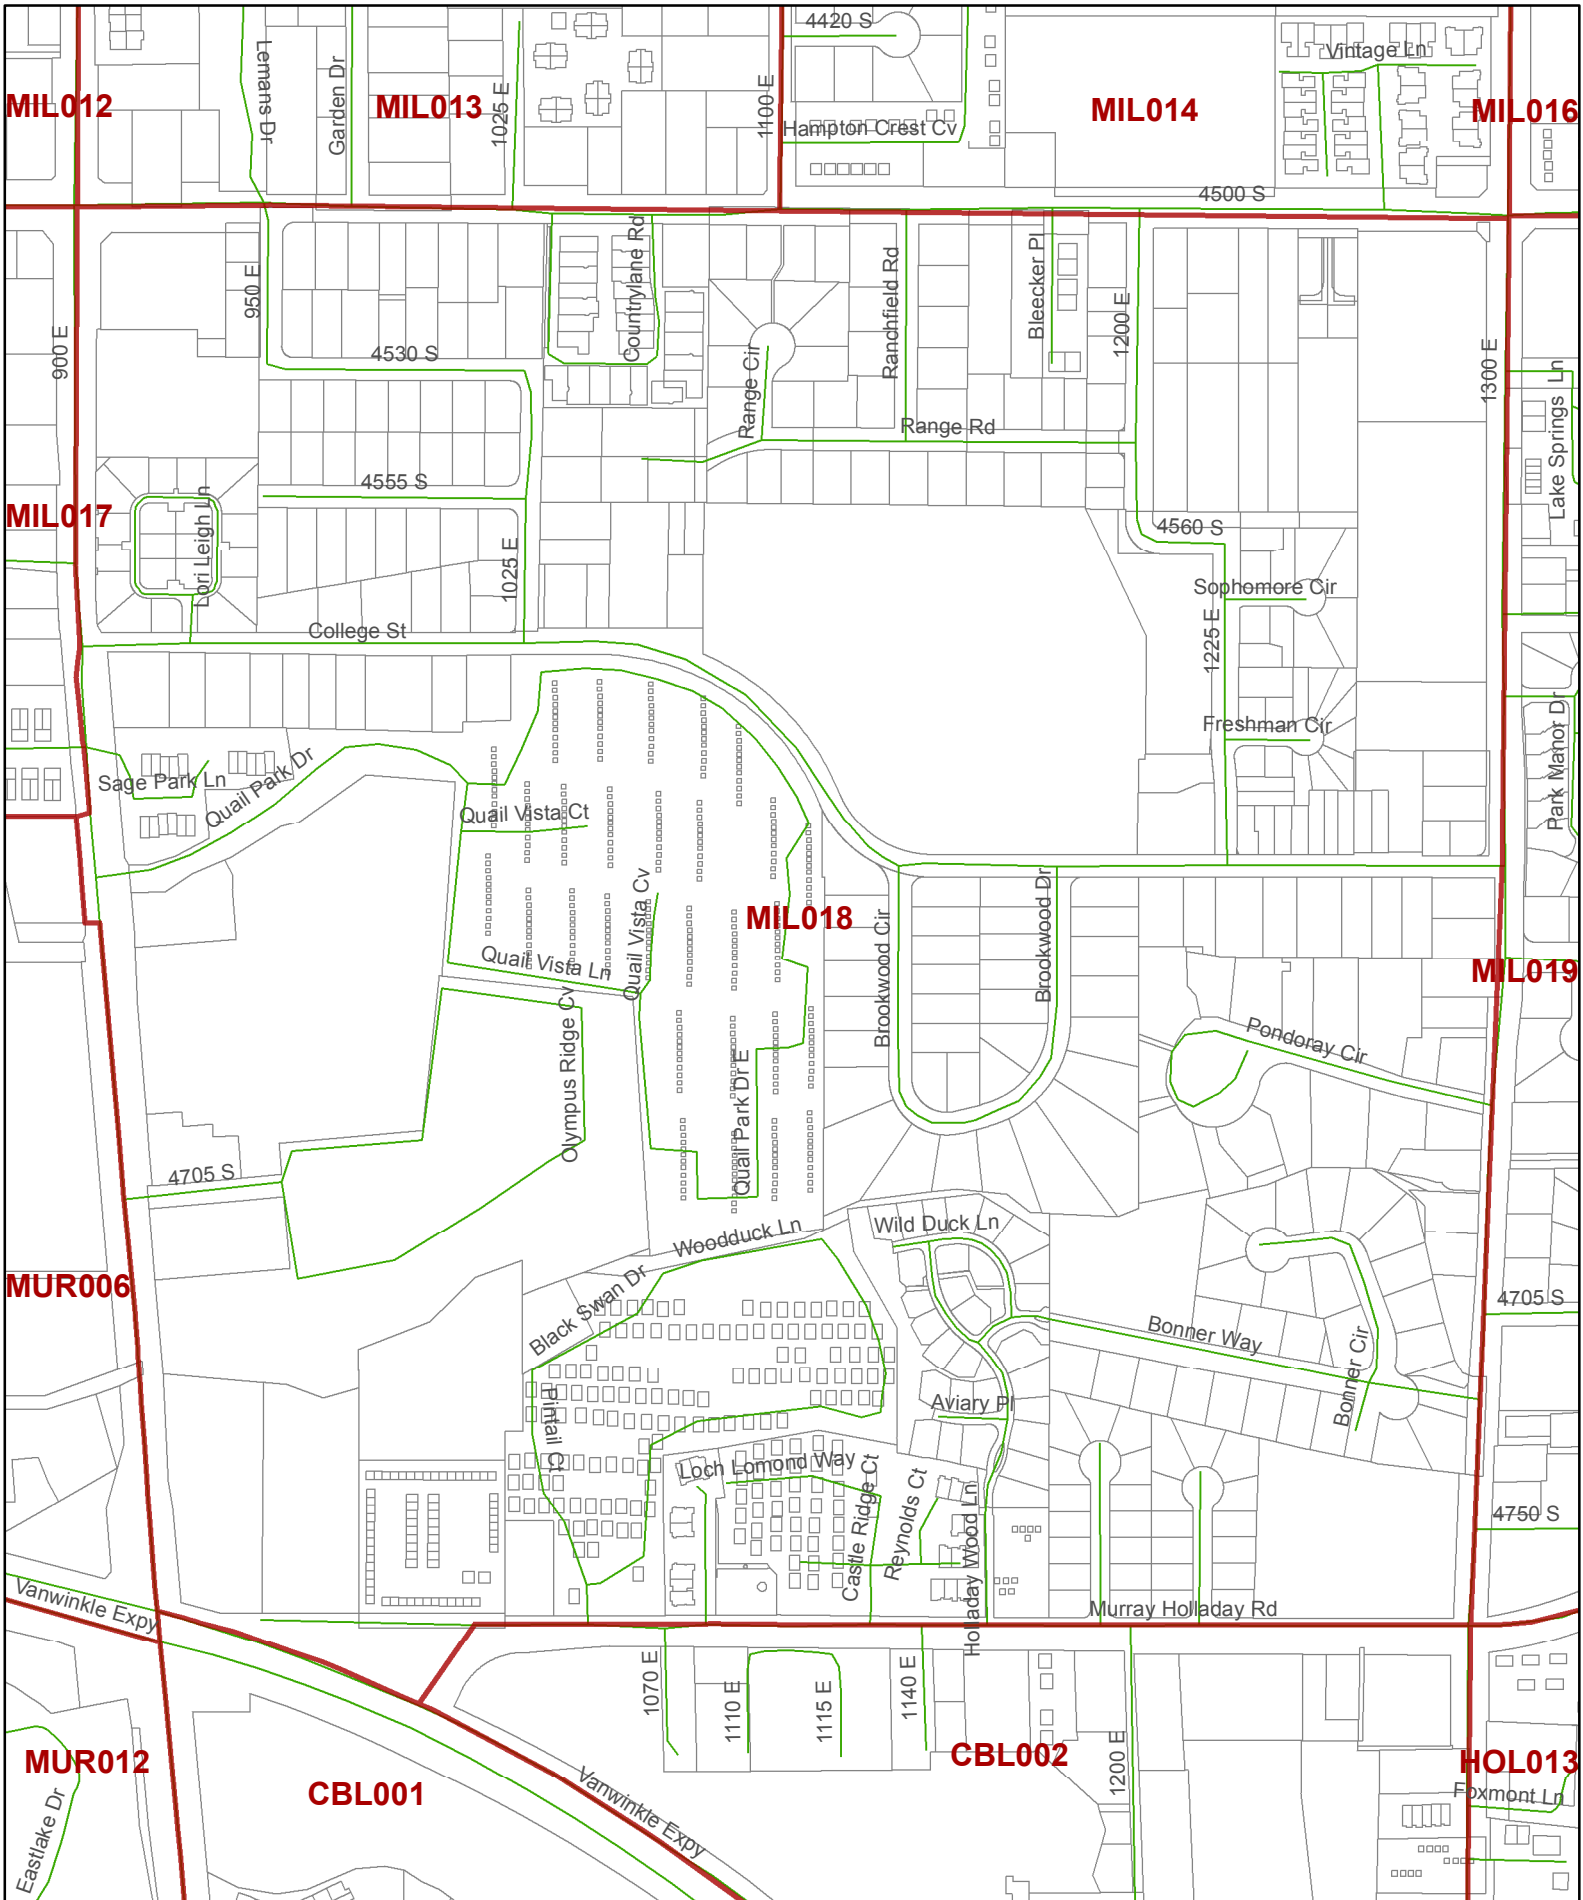 4420 S
Vintage Ln
Lemans Dr
Garden Dr
MIL012
MIL013
1025 E
1100 E
MIL014
MIL016
Hampton Crest Cv
4500 S
950 E
Countrylane Rd
Ranchfield Rd
Bleecker Pl
1200 E
900 E
4530 S
Range Cir
1300 E
Lake Springs Ln
Range Rd
4555 S
MIL017
Lori Leigh Ln
1025 E
4560 S
Sophomore Cir
College St
1225 E
Freshman Cir
Park Manor Dr
Sage Park Ln
Quail Park Dr
Quail Vista Ct
Quail Vista Cv
MIL018
Brookwood Cir
Brookwood Dr
Quail Vista Ln
MIL019
Olympus Ridge Cv
Pondoray Cir
Quail Park Dr E
4705 S
Woodduck Ln
Wild Duck Ln
MUR006
Black Swan Dr
4705 S
Bonner Way
Bonner Cir
Pintail Ct
Aviary Pl
Loch Lomond Way
Castle Ridge Ct
Reynolds Ct
Holladay Wood Ln
4750 S
Vanwinkle Expy
Murray Holladay Rd
1070 E
1110 E
1115 E
1140 E
1200 E
MUR012
CBL001
CBL002
HOL013
Foxmont Ln
Vanwinkle Expy
Eastlake Dr